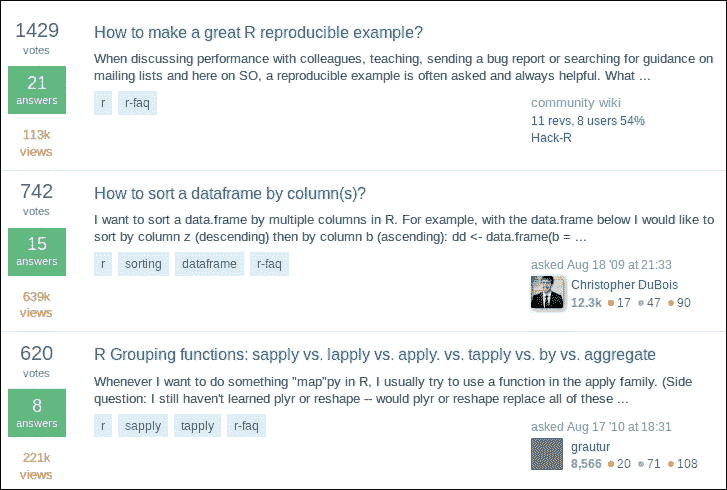 1429
votes
21
answers
113k
views
How to make a great R reproducible example?
When discussing performance with colleagues, teaching, sending a bug report or searching for guidance on
mailing lists and here on SO, a reproducible example is often asked and always helpful. What ...
r r-faq
community wiki
11 revs, 8 users 54%
Hack-R
742
votes
15
answers
639k
views
How to sort a dataframe by column(s)?
I want to sort a data.frame by multiple columns in R. For example, with the data.frame below I would like to
sort by column z (descending) then by column b (ascending): dd <- data.frame(b = ...
r sorting dataframe r-faq
asked Aug 18 '09 at 21:33
Christopher DuBois
12.3k ● 17 ● 47 ● 90
620
votes
8
answers
221k
views
R Grouping functions: sapply vs. lapply vs. apply. vs. tapply vs. by vs. aggregate
Whenever I want to do something "map"py in R, I usually try to use a function in the apply family. (Side
question: I still haven't learned plyr or reshape -- would plyr or reshape replace all of these ...
r sapply tapply r-faq
asked Aug 17 '10 at 18:31
grautur
8,566 ● 20 ● 71 ● 108